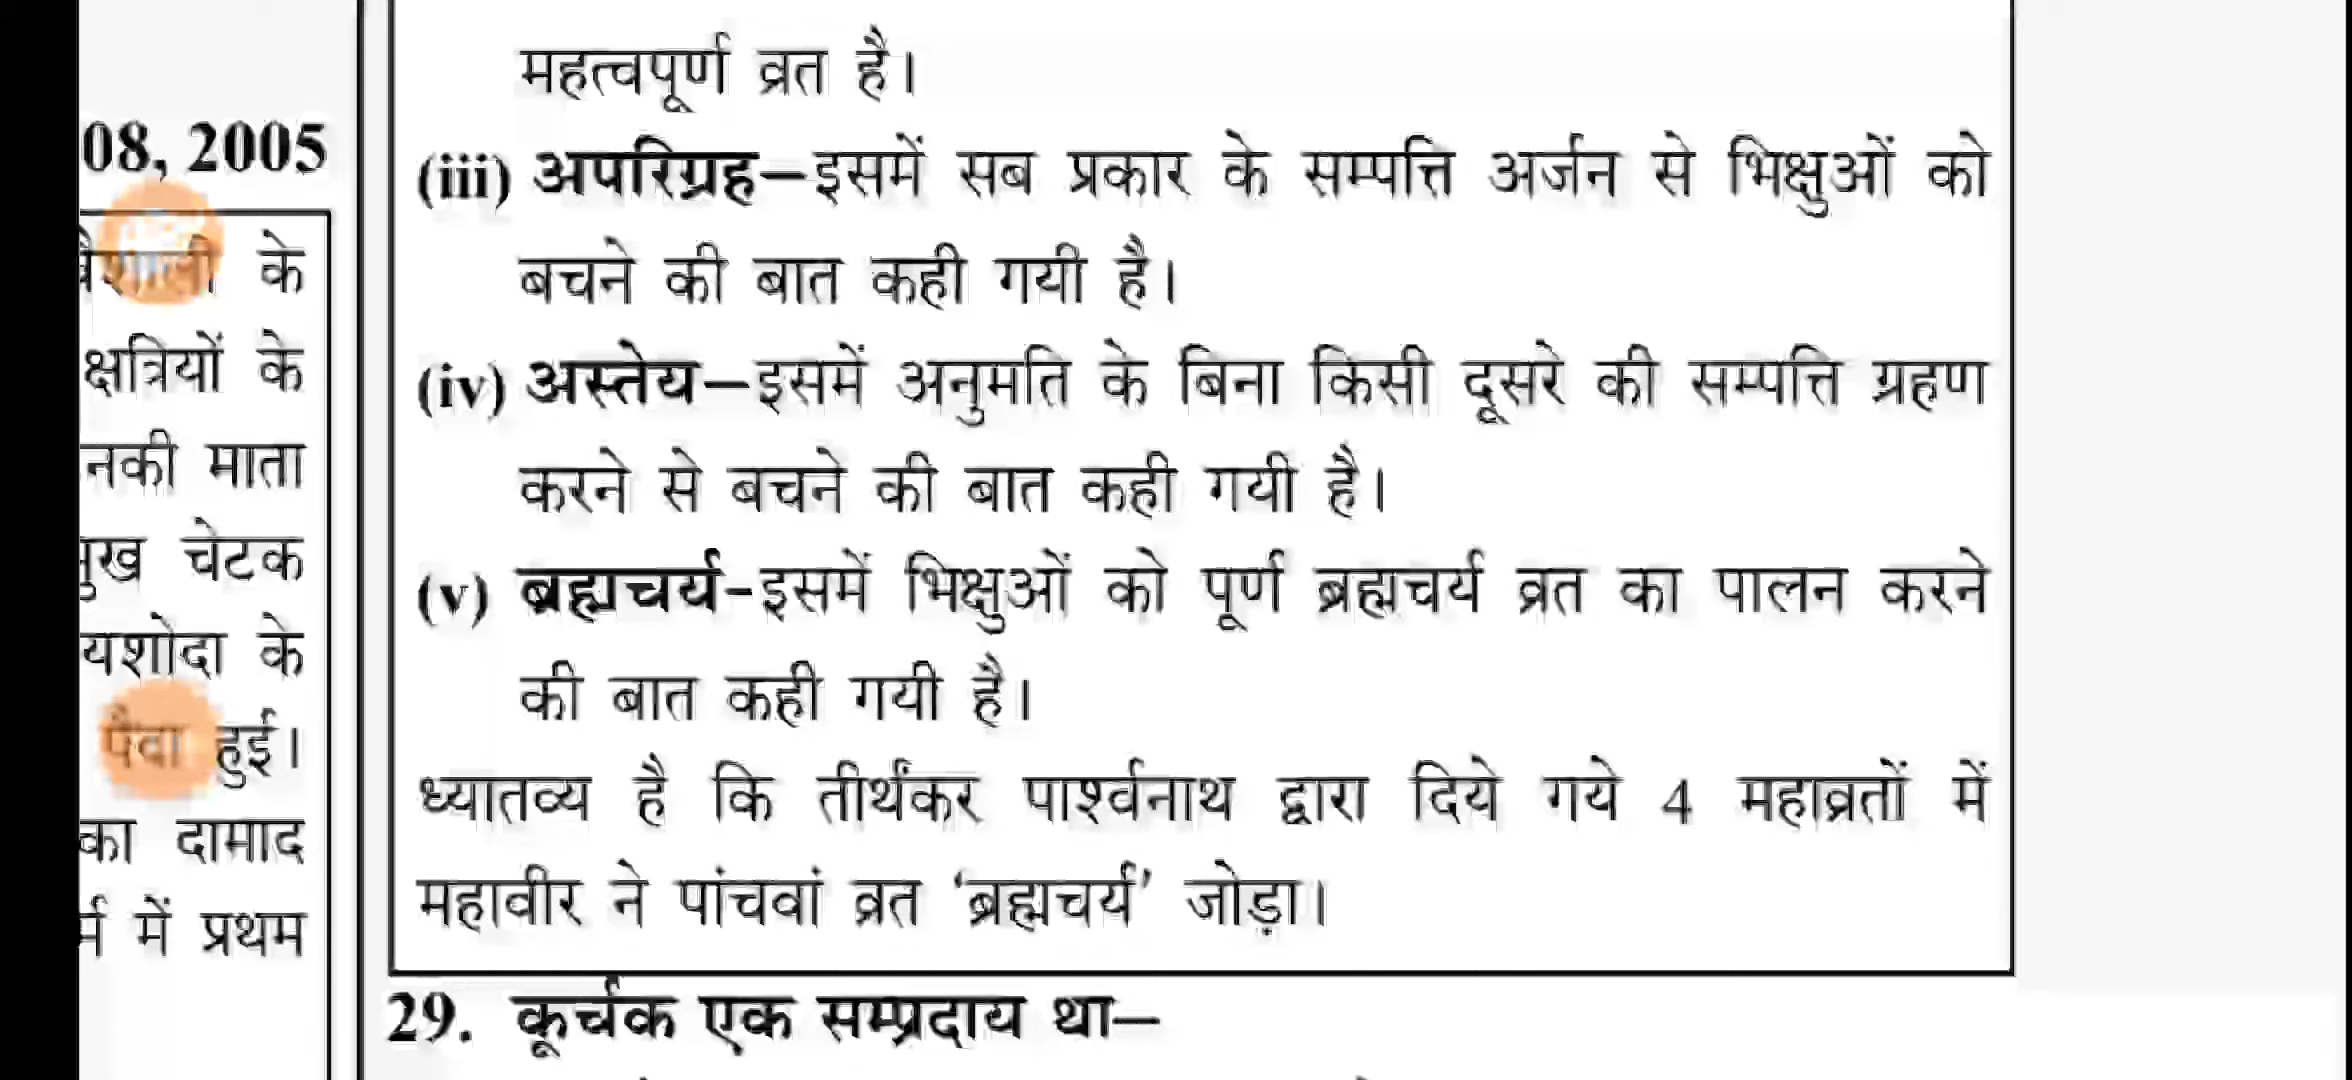 08, 2005
वैशाली के
क्षत्रियों के
नकी माता
मुख चेटक
यशोदा के
पैदा हुई।
का दामाद
में प्रथम
महत्वपूर्ण व्रत है।
(iii) अपरिग्रह–इसमें सब प्रकार के सम्पत्ति अर्जन से भिक्षुओं को
बचने की बात कही गयी है।
(iv) अस्तेय–इसमें अनुमति के बिना किसी दूसरे की सम्पत्ति ग्रहण
करने से बचने की बात कही गयी है।
(v) ब्रह्मचर्य-इसमें भिक्षुओं को पूर्ण ब्रह्मचर्य व्रत का पालन करने
की बात कही गयी है।
ध्यातव्य है कि तीर्थंकर पार्श्वनाथ द्वारा दिये गये 4 महाव्रतों में
महावीर ने पांचवां व्रत ‘ब्रह्मचर्य’ जोड़ा।
29. कूर्चक एक सम्प्रदाय था–